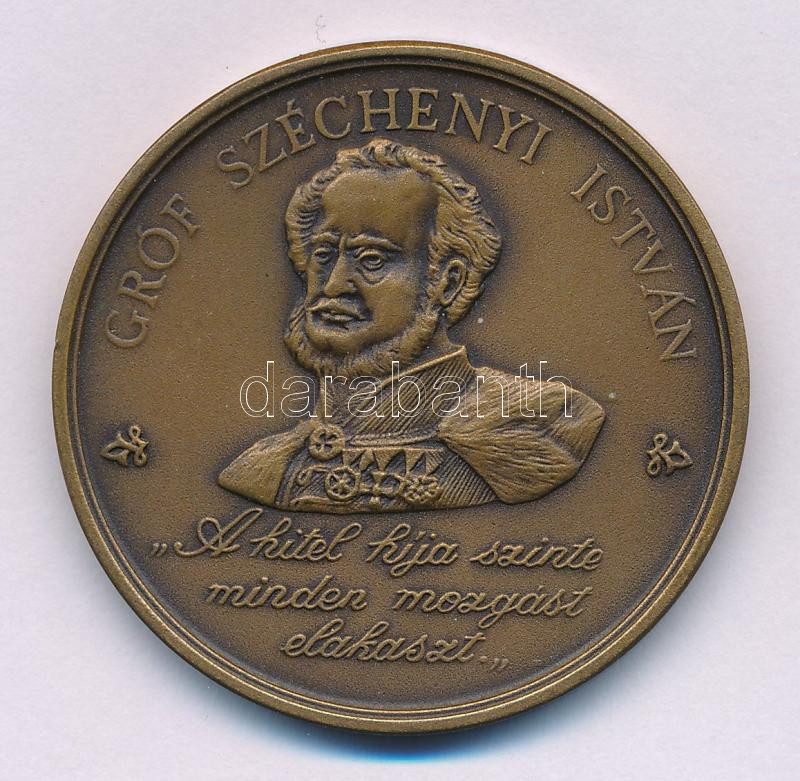 GRÓF SZÉCHENYI ISTVÁN
darabanth
„A hitel híja szinte
minden mozgást
elakaszt.„